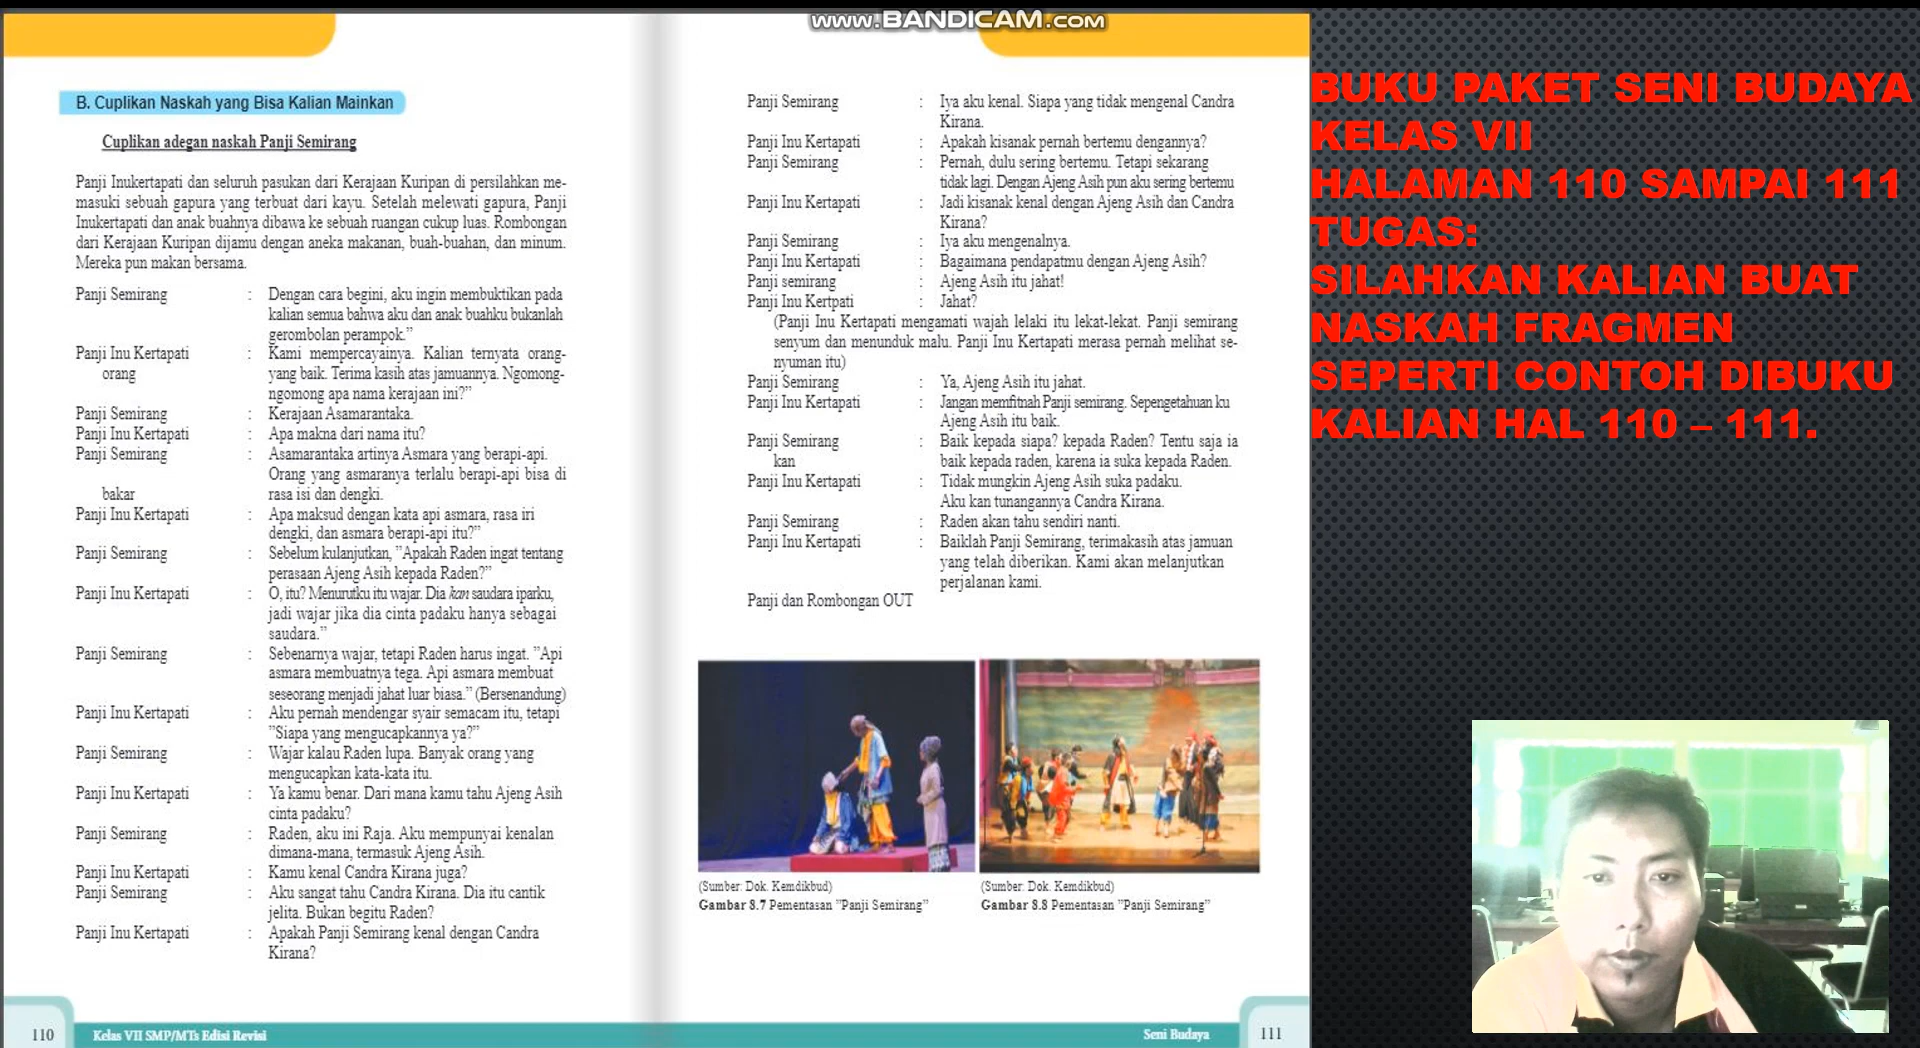 www.BANDICAM.com
B. Cuplikan Naskah yang Bisa Kalian Mainkan
Cuplikan adegan naskah Panji Semirang
Panji Inukertapati dan seluruh pasukan dari Kerajaan Kuripan di persilahkan me-
masuki sebuah gapura yang terbuat dari kayu. Setelah melewati gapura, Panji
Inukertapati dan anak buahnya dibawa ke sebuah ruangan cukup luas. Rombongan
dari Kerajaan Kuripan dijamu dengan aneka makanan, buah-buahan, dan minum.
Mereka pun makan bersama.
Panji Semirang : Dengan cara begini, aku ingin membuktikan pada
kalian semua bahwa aku dan anak buahku bukanlah
gerombolan perampok.”
Panji Inu Kertapati : Kami mempercayainya. Kalian ternyata orang-
orang yang baik. Terima kasih atas jamuannya. Ngomong-
ngomong apa nama kerajaan ini?”
Panji Semirang : Kerajaan Asamarantaka.
Panji Inu Kertapati : Apa makna dari nama itu?
Panji Semirang : Asamarantaka artinya Asmara yang berapi-api.
Orang yang asmaranya terlalu berapi-api bisa di
bakar rasa isi dan dengki.
Panji Inu Kertapati : Apa maksud dengan kata api asmara, rasa iri
dengki, dan asmara berapi-api itu?”
Panji Semirang : Sebelum kulanjutkan, ”Apakah Raden ingat tentang
perasaan Ajeng Asih kepada Raden?”
Panji Inu Kertapati : O, itu? Menurutku itu wajar. Dia kan saudara iparku,
jadi wajar jika dia cinta padaku hanya sebagai
saudara.”
Panji Semirang : Sebenarnya wajar, tetapi Raden harus ingat. ”Api
asmara membuatnya tega. Api asmara membuat
seseorang menjadi jahat luar biasa.” (Bersenandung)
Panji Inu Kertapati : Aku pernah mendengar syair semacam itu, tetapi
”Siapa yang mengucapkannya ya?”
Panji Semirang : Wajar kalau Raden lupa. Banyak orang yang
mengucapkan kata-kata itu.
Panji Inu Kertapati : Ya kamu benar. Dari mana kamu tahu Ajeng Asih
cinta padaku?
Panji Semirang : Raden, aku ini Raja. Aku mempunyai kenalan
dimana-mana, termasuk Ajeng Asih.
Panji Inu Kertapati : Kamu kenal Candra Kirana juga?
Panji Semirang : Aku sangat tahu Candra Kirana. Dia itu cantik
jelita. Bukan begitu Raden?
Panji Inu Kertapati : Apakah Panji Semirang kenal dengan Candra
Kirana?
110 Kelas VII SMP/MTs Edisi Revisi
Panji Semirang : Iya aku kenal. Siapa yang tidak mengenal Candra
Kirana.
Panji Inu Kertapati : Apakah kisanak pernah bertemu dengannya?
Panji Semirang : Pernah, dulu sering bertemu. Tetapi sekarang
tidak lagi. Dengan Ajeng Asih pun aku sering bertemu
Panji Inu Kertapati : Jadi kisanak kenal dengan Ajeng Asih dan Candra
Kirana?
Panji Semirang : Iya aku mengenalnya.
Panji Inu Kertapati : Bagaimana pendapatmu dengan Ajeng Asih?
Panji semirang : Ajeng Asih itu jahat!
Panji Inu Kertpati : Jahat?
(Panji Inu Kertapati mengamati wajah lelaki itu lekat-lekat. Panji semirang
senyum dan menunduk malu. Panji Inu Kertapati merasa pernah melihat se-
nyuman itu)
Panji Semirang : Ya, Ajeng Asih itu jahat.
Panji Inu Kertapati : Jangan memfitnah Panji semirang. Sepengetahuan ku
Ajeng Asih itu baik.
Panji Semirang : Baik kepada siapa? kepada Raden? Tentu saja ia
kan baik kepada raden, karena ia suka kepada Raden.
Panji Inu Kertapati : Tidak mungkin Ajeng Asih suka padaku.
Aku kan tunangannya Candra Kirana.
Panji Semirang : Raden akan tahu sendiri nanti.
Panji Inu Kertapati : Baiklah Panji Semirang, terimakasih atas jamuan
yang telah diberikan. Kami akan melanjutkan
perjalanan kami.
Panji dan Rombongan OUT
(Sumber: Dok. Kemdikbud)
Gambar 8.7 Pementasan ”Panji Semirang”
(Sumber: Dok. Kemdikbud)
Gambar 8.8 Pementasan ”Panji Semirang”
Seni Budaya 111
BUKU PAKET SENI BUDAYA
KELAS VII
HALAMAN 110 SAMPAI 111
TUGAS:
SILAHKAN KALIAN BUAT
NASKAH FRAGMEN
SEPERTI CONTOH DIBUKU
KALIAN HAL 110 – 111.